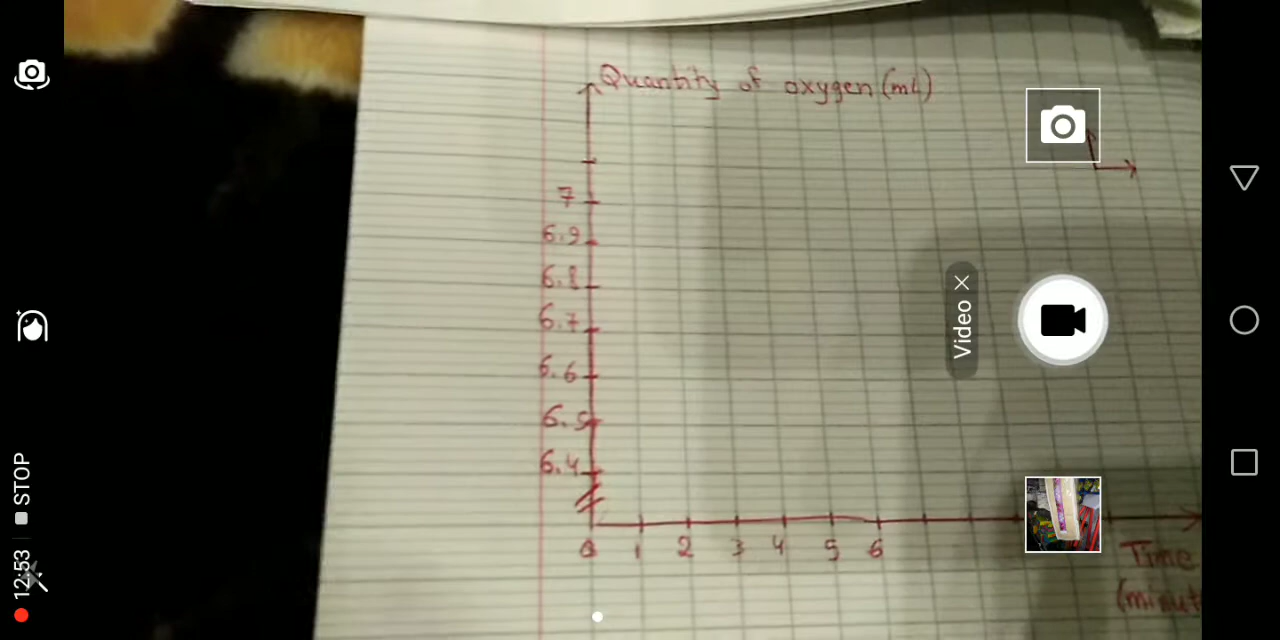 Quantity of oxygen (mL)
7
6.9
6.8
6.7
6.6
6.5
6.4
0 1 2 3 4 5 6
Time
(minut
Video
12:53 STOP